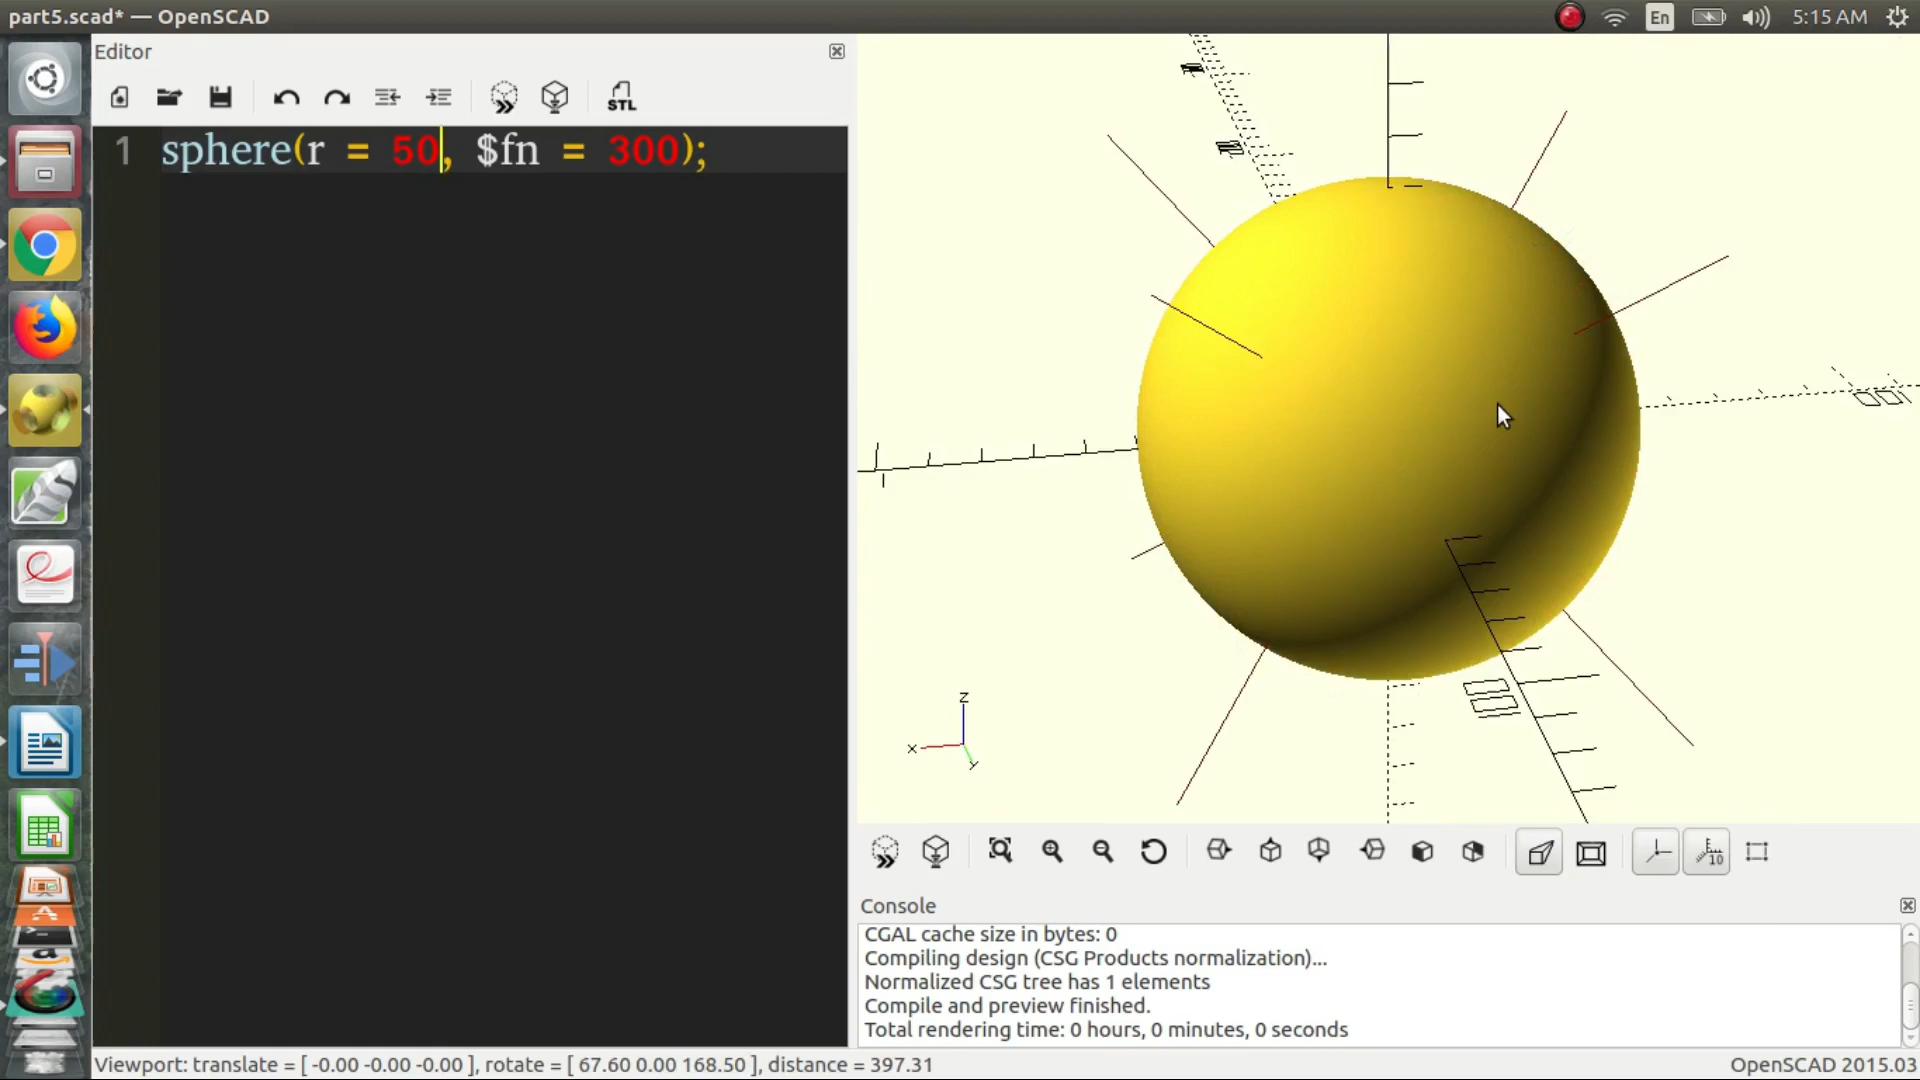 part5.scad* — OpenSCAD
En
5:15 AM
Editor
STL
1 sphere(r = 50, $fn = 300);
z
x
y
10
Console
CGAL cache size in bytes: 0
Compiling design (CSG Products normalization)...
Normalized CSG tree has 1 elements
Compile and preview finished.
Total rendering time: 0 hours, 0 minutes, 0 seconds
Viewport: translate = [ -0.00 -0.00 -0.00 ], rotate = [ 67.60 0.00 168.50 ], distance = 397.31
OpenSCAD 2015.03